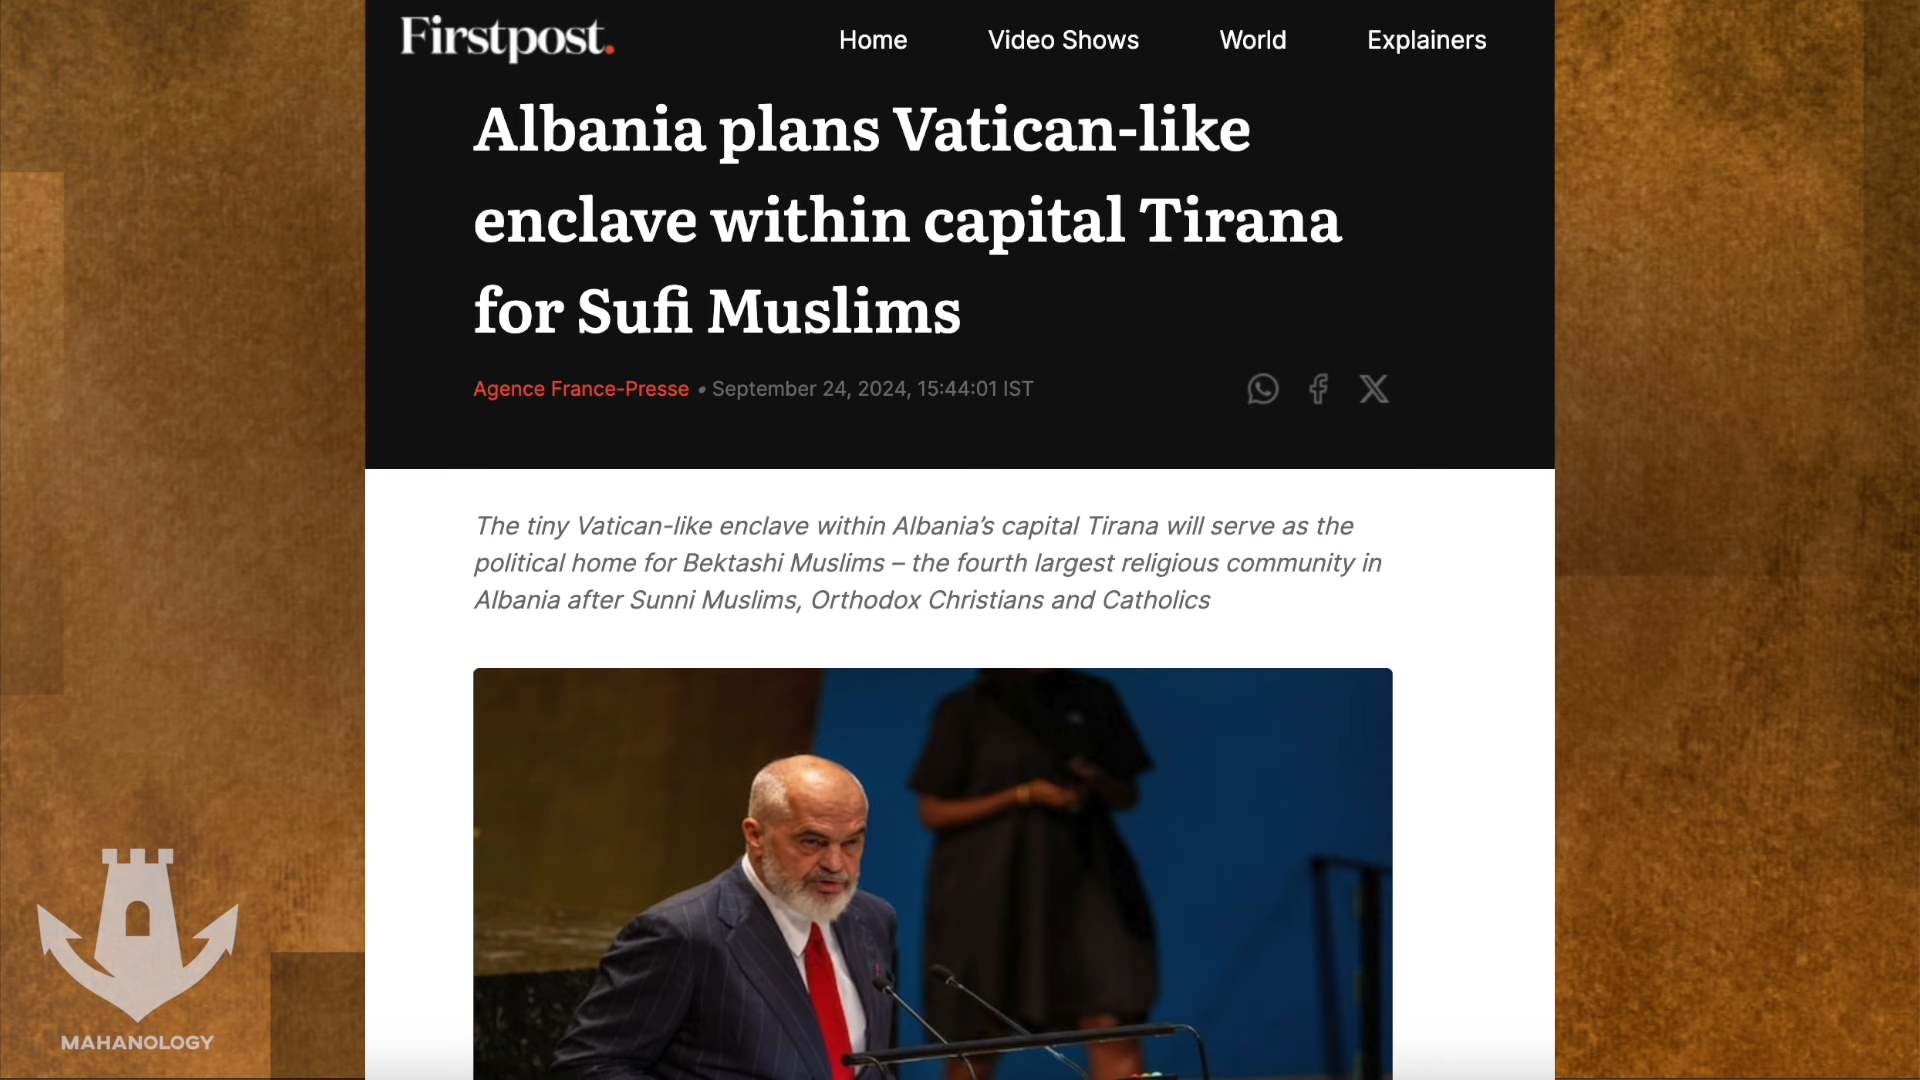 Firstpost.
Home Video Shows World Explainers
Albania plans Vatican-like
enclave within capital Tirana
for Sufi Muslims
Agence France-Presse • September 24, 2024, 15:44:01 IST
The tiny Vatican-like enclave within Albania’s capital Tirana will serve as the
political home for Bektashi Muslims – the fourth largest religious community in
Albania after Sunni Muslims, Orthodox Christians and Catholics
MAHANOLOGY